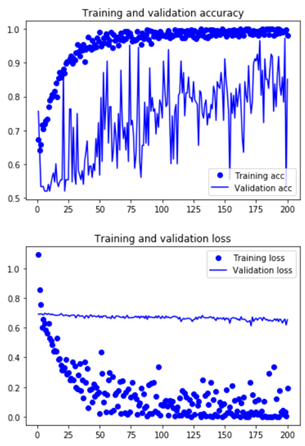 Training and validation accuracy
1.0
0.9
0.8
0.7
0.6
0.5
Training acc
Validation acc
0 25 50 75 100 125 150 175 200
Training and validation loss
Training loss
Validation loss
1.0
0.8
0.6
0.4
0.2
0.0
0 25 50 75 100 125 150 175 200